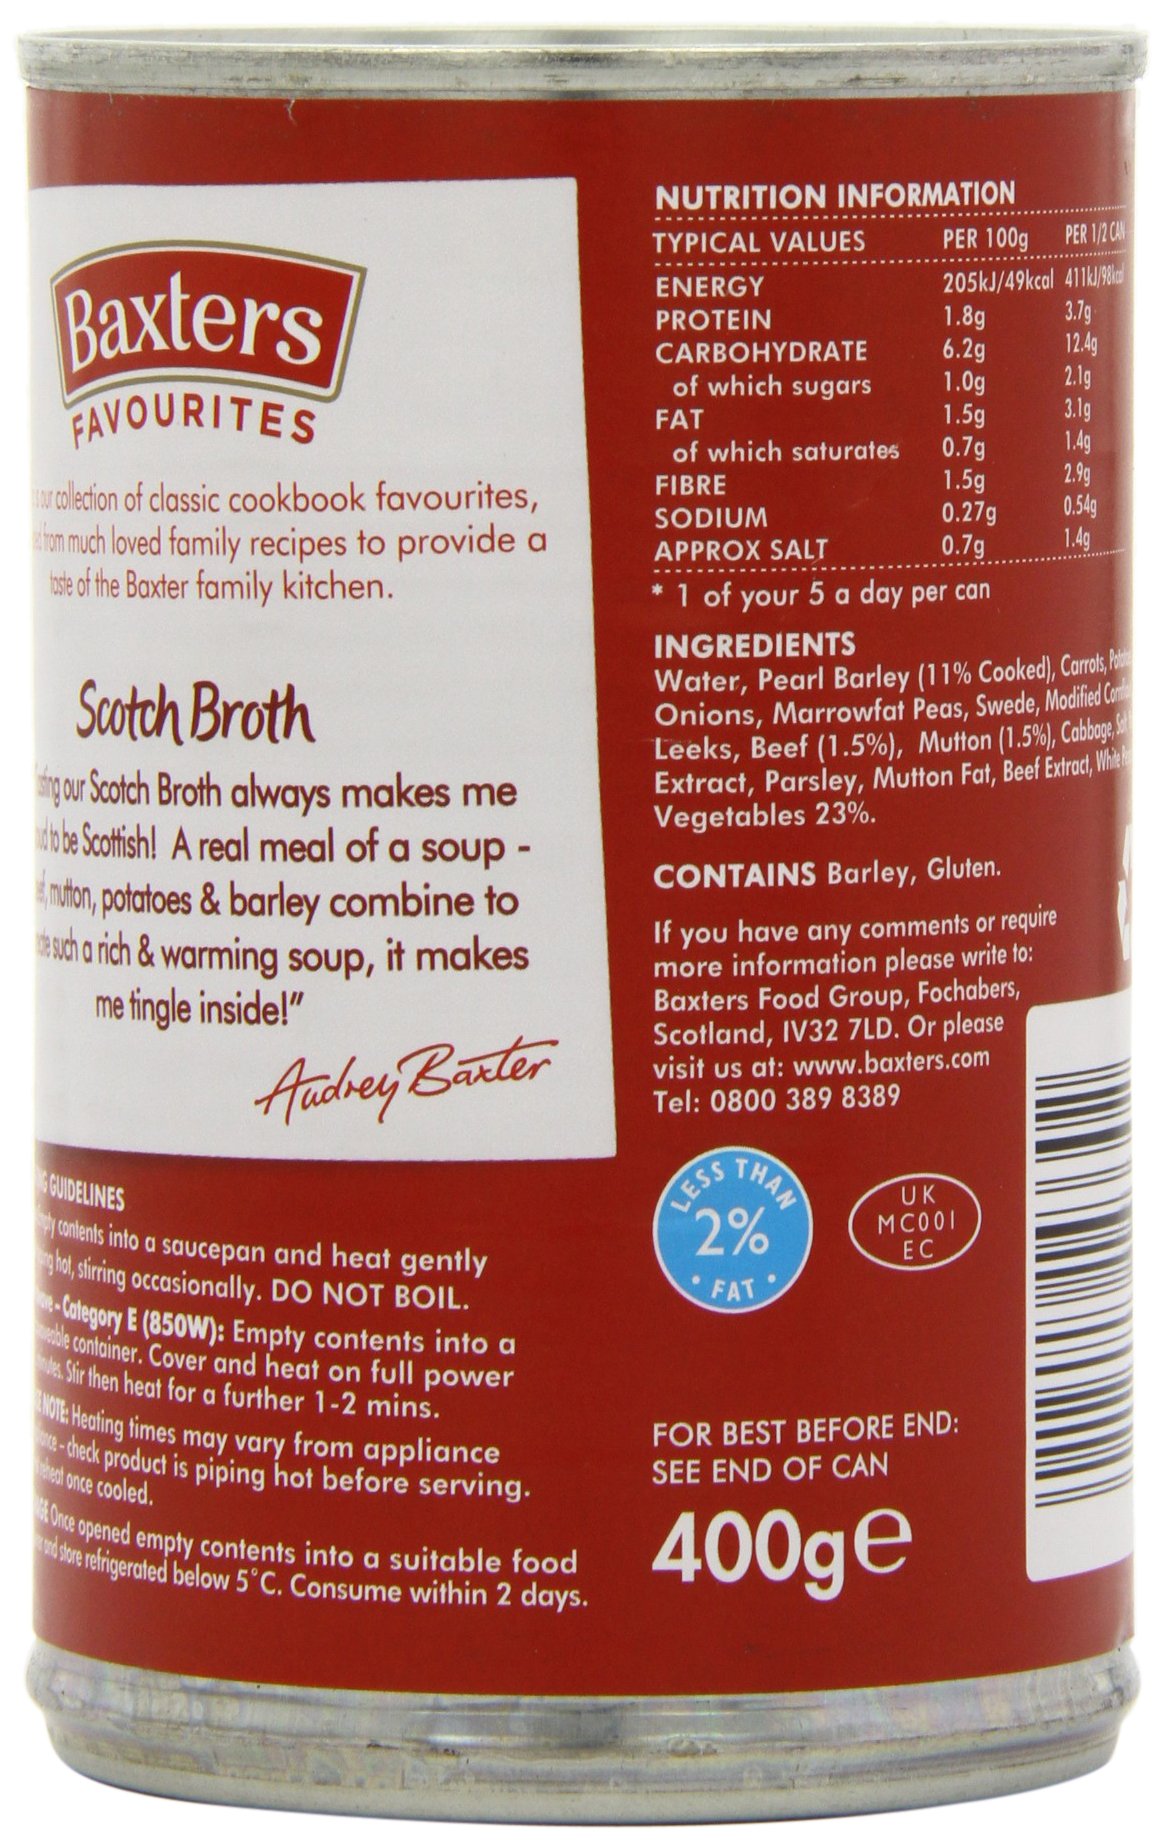 Baxters
FAVOURITES
our collection of classic cookbook favourites,
from much loved family recipes to provide a
taste of the Baxter family kitchen.
Scotch Broth
our Scotch Broth always makes me
to be Scottish! A real meal of a soup -
mutton, potatoes & barley combine to
such a rich & warming soup, it makes
me tingle inside!"
Audrey Baxter
GUIDELINES
contents into a saucepan and heat gently
hot, stirring occasionally. DO NOT BOIL.
- Category E (850W): Empty contents into a
container. Cover and heat on full power
Stir then heat for a further 1-2 mins.
NOTE: Heating times may vary from appliance
- check product is piping hot before serving.
once cooled.
Once opened empty contents into a suitable food
and store refrigerated below 5°C. Consume within 2 days.
NUTRITION INFORMATION
TYPICAL VALUES PER 100g PER 1/2 CAN
ENERGY 205kJ/49kcal 411kJ/98kcal
PROTEIN 1.8g 3.7g
CARBOHYDRATE 6.2g 12.4g
of which sugars 1.0g 2.1g
FAT 1.5g 3.1g
of which saturates 0.7g 1.4g
FIBRE 1.5g 2.9g
SODIUM 0.27g 0.54g
APPROX SALT 0.7g 1.4g
* 1 of your 5 a day per can
INGREDIENTS
Water, Pearl Barley (11% Cooked), Carrots,
Onions, Marrowfat Peas, Swede, Modified
Leeks, Beef (1.5%), Mutton (1.5%), Cabbage, Salt,
Extract, Parsley, Mutton Fat, Beef Extract, White
Vegetables 23%.
CONTAINS Barley, Gluten.
If you have any comments or require
more information please write to:
Baxters Food Group, Fochabers,
Scotland, IV32 7LD. Or please
visit us at: www.baxters.com
Tel: 0800 389 8389
LESS THAN
2%
• FAT •
UK
MC001
EC
FOR BEST BEFORE END:
SEE END OF CAN
400g℮